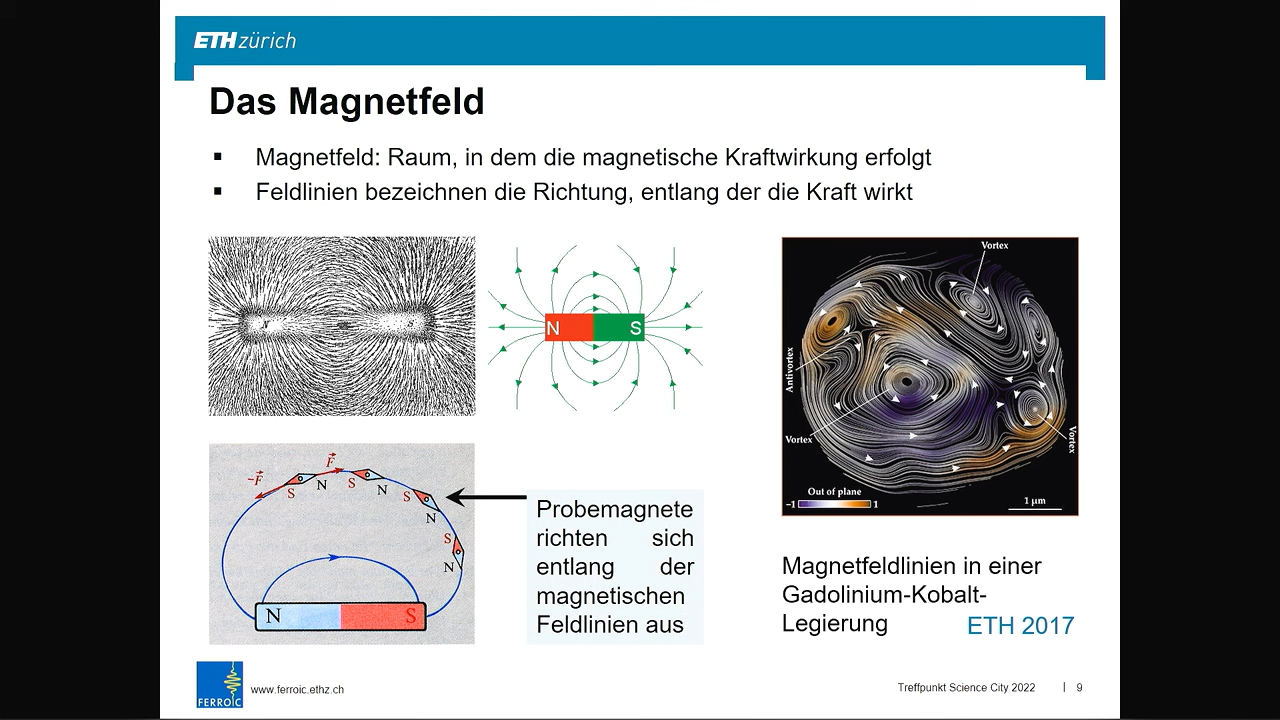 ETH zürich
Das Magnetfeld
▪ Magnetfeld: Raum, in dem die magnetische Kraftwirkung erfolgt
▪ Feldlinien bezeichnen die Richtung, entlang der die Kraft wirkt
N S
N S
Vortex
Antivortex
Vortex
Vortex
Out of plane
−1 1
1 µm
−F F
S N S N S N S N
N S
Probemagnete
richten sich
entlang der
magnetischen
Feldlinien aus
Magnetfeldlinien in einer
Gadolinium-Kobalt-
Legierung ETH 2017
FERROIC
www.ferroic.ethz.ch
Treffpunkt Science City 2022 | 9